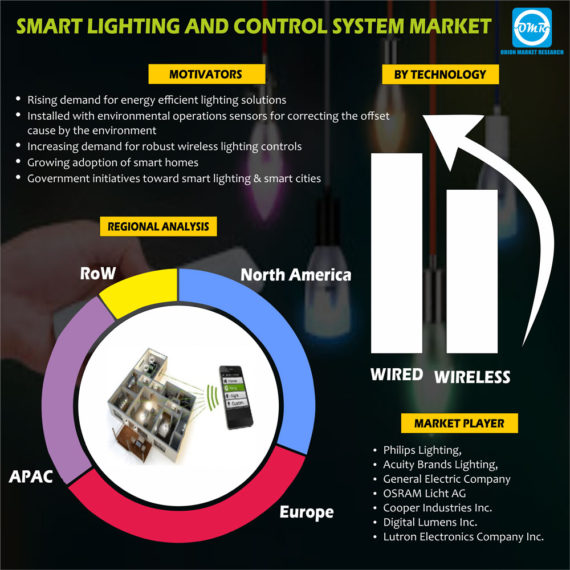 SMART LIGHTING AND CONTROL SYSTEM MARKET
OMR
ORION MARKET RESEARCH
MOTIVATORS
• Rising demand for energy efficient lighting solutions
• Installed with environmental operations sensors for correcting the offset
cause by the environment
• Increasing demand for robust wireless lighting controls
• Growing adoption of smart homes
• Government initiatives toward smart lighting & smart cities
BY TECHNOLOGY
WIRED WIRELESS
REGIONAL ANALYSIS
RoW
North America
APAC
Europe
MARKET PLAYER
• Philips Lighting,
• Acuity Brands Lighting,
• General Electric Company
• OSRAM Licht AG
• Cooper Industries Inc.
• Digital Lumens Inc.
• Lutron Electronics Company Inc.